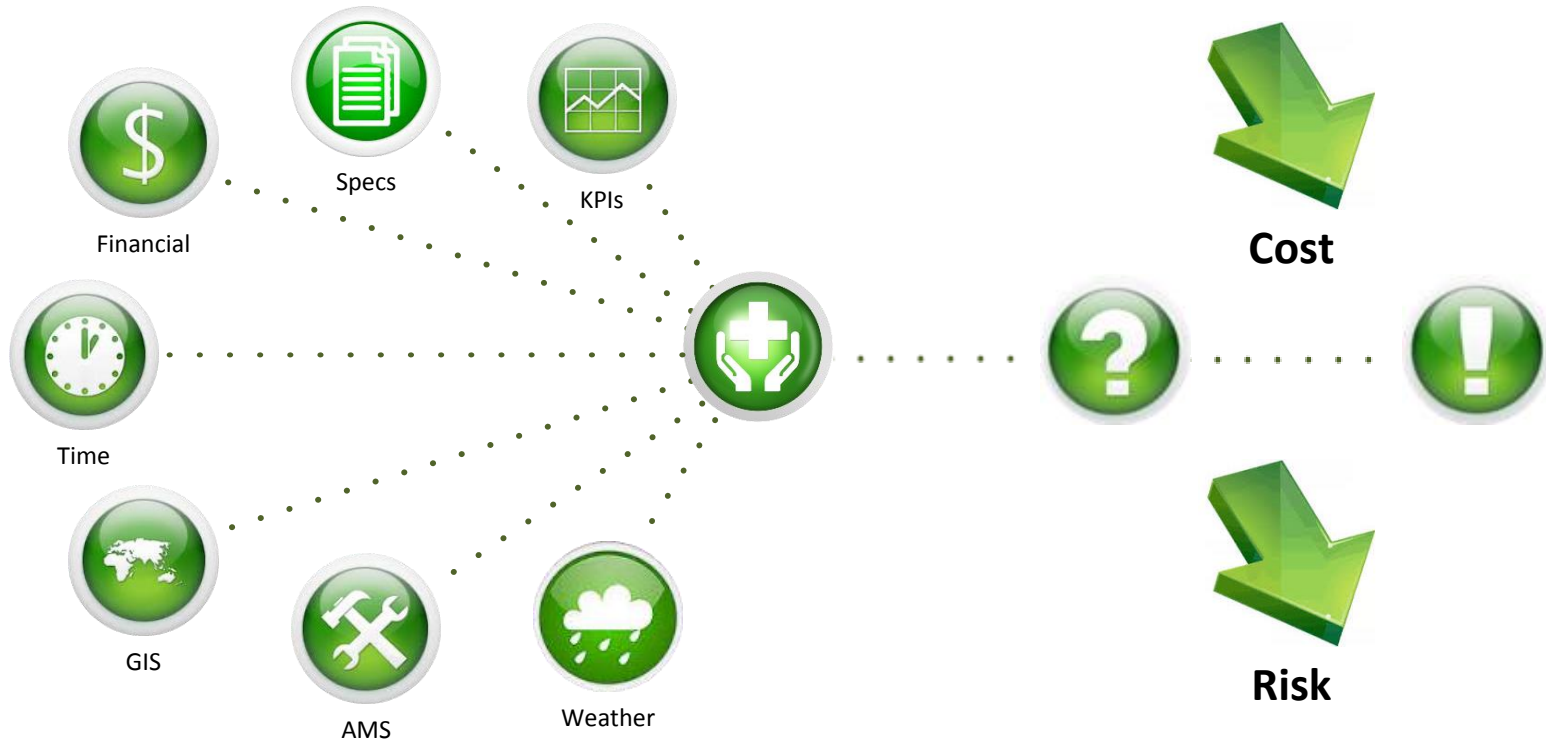 Specs
KPIs
Financial
Cost
Time
GIS
AMS
Weather
Risk